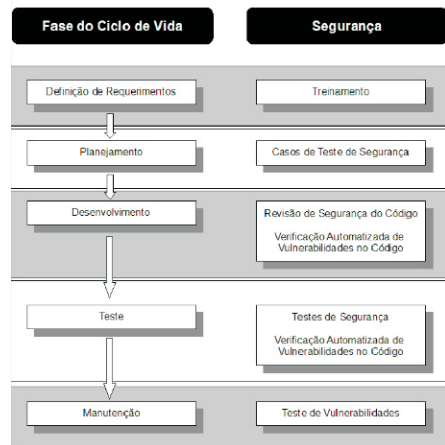 Fase do Ciclo de Vida
Segurança
Definição de Requerimentos
Treinamento
Planejamento
Casos de Teste de Segurança
Desenvolvimento
Revisão de Segurança do Código
Verificação Automatizada de
Vulnerabilidades no Código
Teste
Testes de Segurança
Verificação Automatizada de
Vulnerabilidades no Código
Manutenção
Teste de Vulnerabilidades